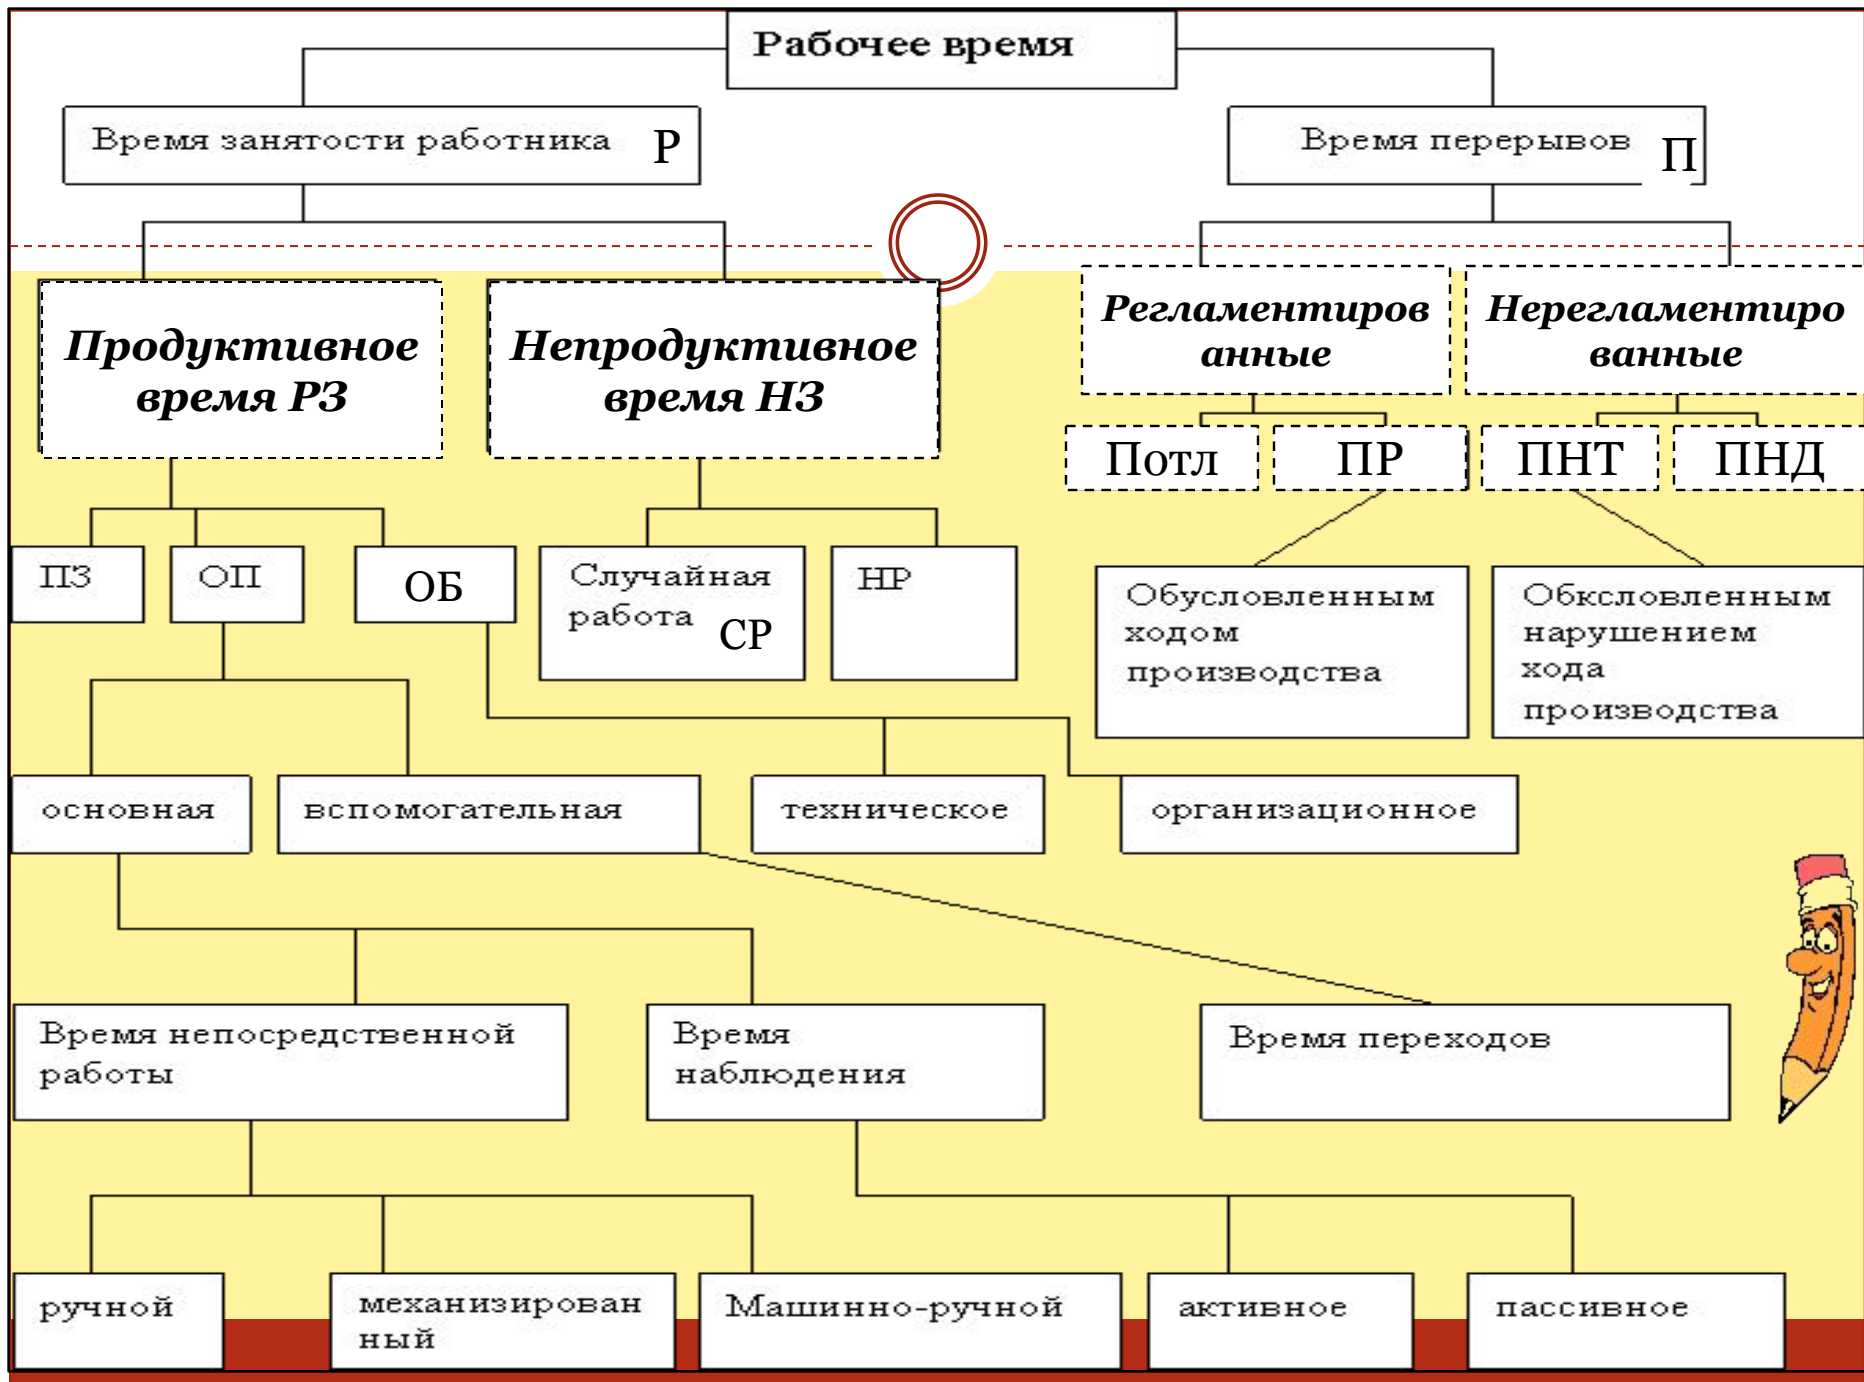 Рабочее время
Время занятости работника Р
Время перерывов П
Продуктивное
время РЗ
Непродуктивное
время НЗ
Регламентиров
анные
Нерегламентиро
ванные
Потл
ПР
ПНТ
ПНД
ПЗ
ОП
ОБ
Случайная
работа СР
НР
Обусловленным
ходом
производства
Обксловленным
нарушением
хода
производства
основная
вспомогательная
техническое
организационное
Время непосредственной
работы
Время
наблюдения
Время переходов
ручной
механизирован
ный
Машинно-ручной
активное
пассивное